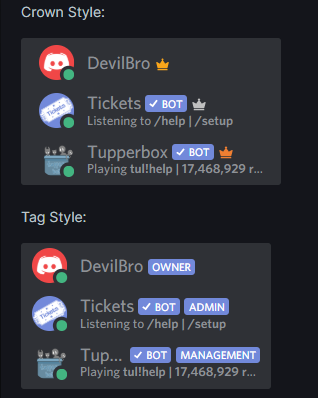 Crown Style:
DevilBro
Tickets ✓ BOT
Listening to /help | /setup
Tupperbox ✓ BOT
Playing tul!help | 17,468,929 r...
Tag Style:
DevilBro OWNER
Tickets ✓ BOT ADMIN
Listening to /help | /setup
Tup... ✓ BOT MANAGEMENT
Playing tul!help | 17,468,929 r...